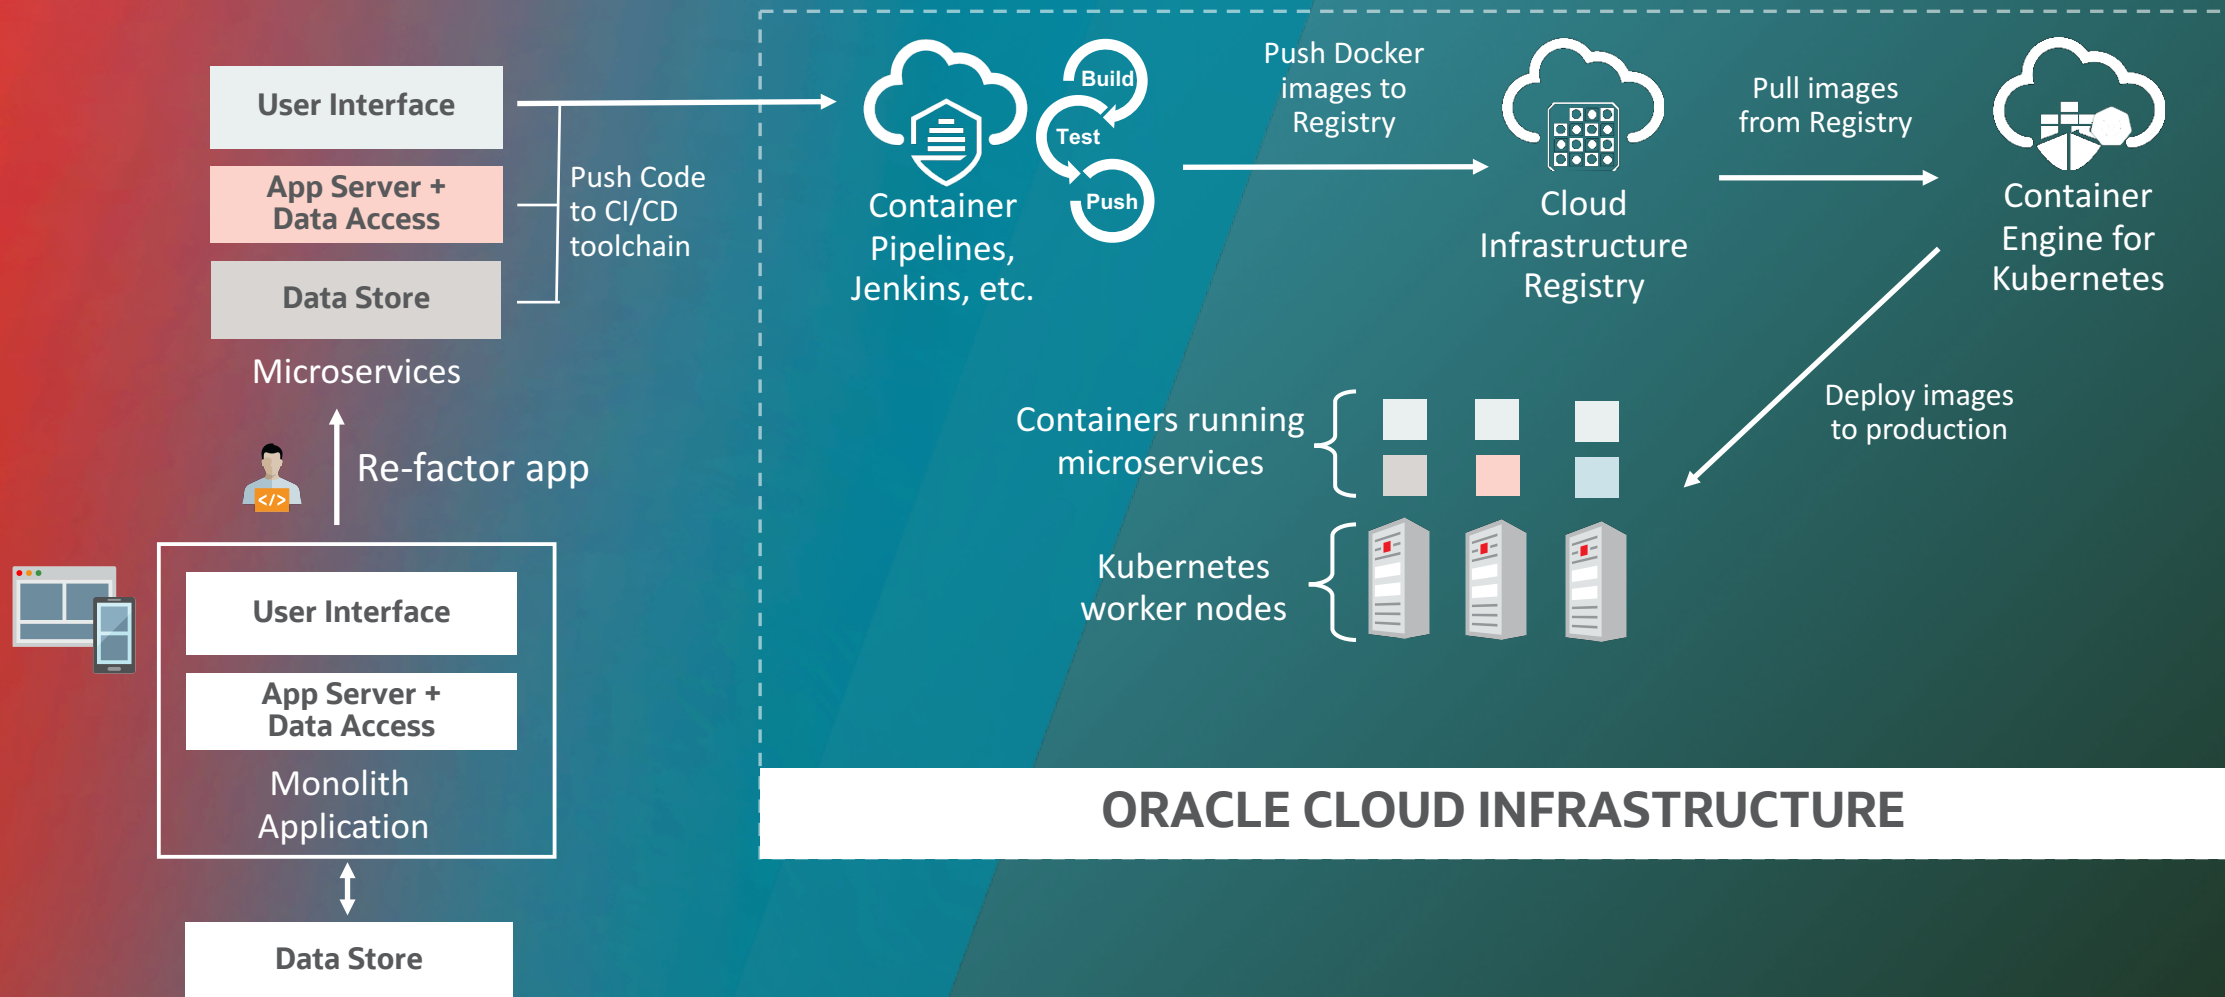 User Interface
App Server +
Data Access
Data Store
Microservices
Push Code
to CI/CD
toolchain
Re-factor app
</>
User Interface
App Server +
Data Access
Monolith
Application
Data Store
Container
Pipelines,
Jenkins, etc.
Build
Test
Push
Push Docker
images to
Registry
Cloud
Infrastructure
Registry
Pull images
from Registry
Container
Engine for
Kubernetes
Deploy images
to production
Containers running
microservices
Kubernetes
worker nodes
ORACLE CLOUD INFRASTRUCTURE